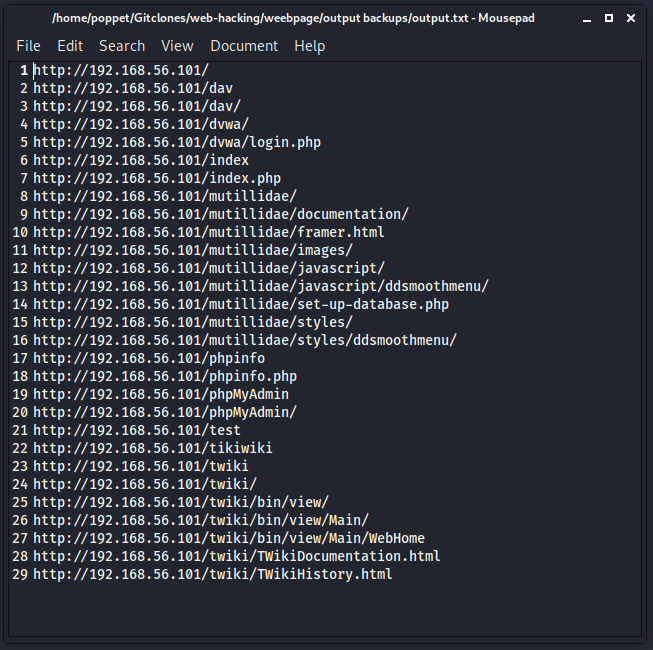 /home/poppet/Gitclones/web-hacking/weebpage/output backups/output.txt - Mousepad
File Edit Search View Document Help
1 http://192.168.56.101/
2 http://192.168.56.101/dav
3 http://192.168.56.101/dav/
4 http://192.168.56.101/dvwa/
5 http://192.168.56.101/dvwa/login.php
6 http://192.168.56.101/index
7 http://192.168.56.101/index.php
8 http://192.168.56.101/mutillidae/
9 http://192.168.56.101/mutillidae/documentation/
10 http://192.168.56.101/mutillidae/framer.html
11 http://192.168.56.101/mutillidae/images/
12 http://192.168.56.101/mutillidae/javascript/
13 http://192.168.56.101/mutillidae/javascript/ddsmoothmenu/
14 http://192.168.56.101/mutillidae/set-up-database.php
15 http://192.168.56.101/mutillidae/styles/
16 http://192.168.56.101/mutillidae/styles/ddsmoothmenu/
17 http://192.168.56.101/phpinfo
18 http://192.168.56.101/phpinfo.php
19 http://192.168.56.101/phpMyAdmin
20 http://192.168.56.101/phpMyAdmin/
21 http://192.168.56.101/test
22 http://192.168.56.101/tikiwiki
23 http://192.168.56.101/twiki
24 http://192.168.56.101/twiki/
25 http://192.168.56.101/twiki/bin/view/
26 http://192.168.56.101/twiki/bin/view/Main/
27 http://192.168.56.101/twiki/bin/view/Main/WebHome
28 http://192.168.56.101/twiki/TWikiDocumentation.html
29 http://192.168.56.101/twiki/TWikiHistory.html